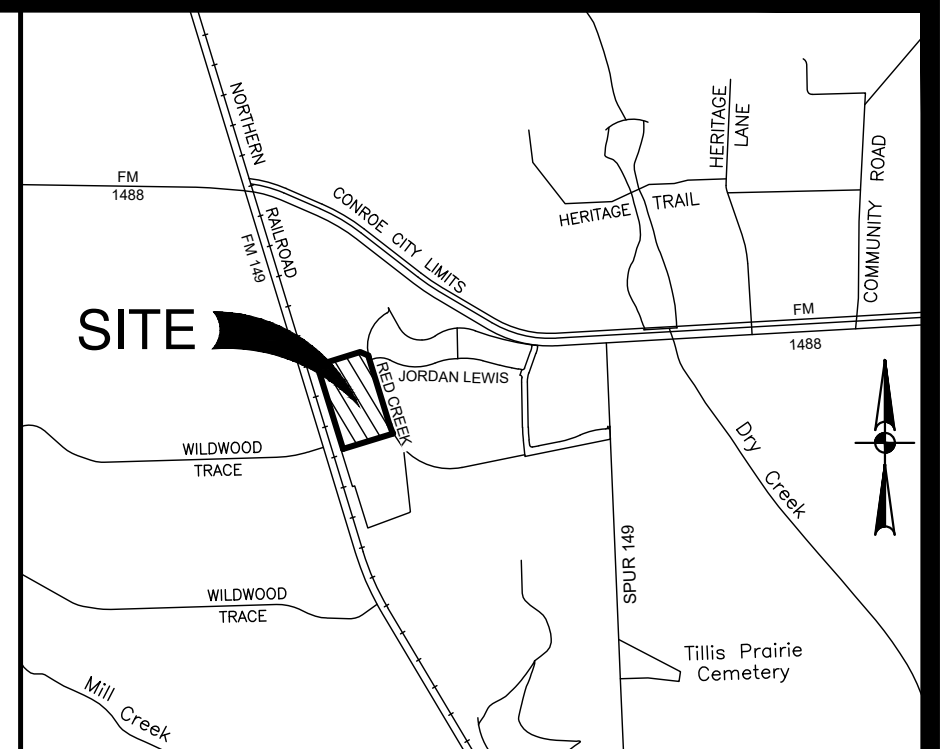 NORTHERN
HERITAGE
LANE
FM
1488
CONROE CITY LIMITS
HERITAGE TRAIL
COMMUNITY ROAD
RAILROAD
FM 149
SITE
FM
1488
RED CREEK
JORDAN LEWIS
WILDWOOD
TRACE
Dry Creek
SPUR 149
WILDWOOD
TRACE
Tillis Prairie
Cemetery
Mill Creek